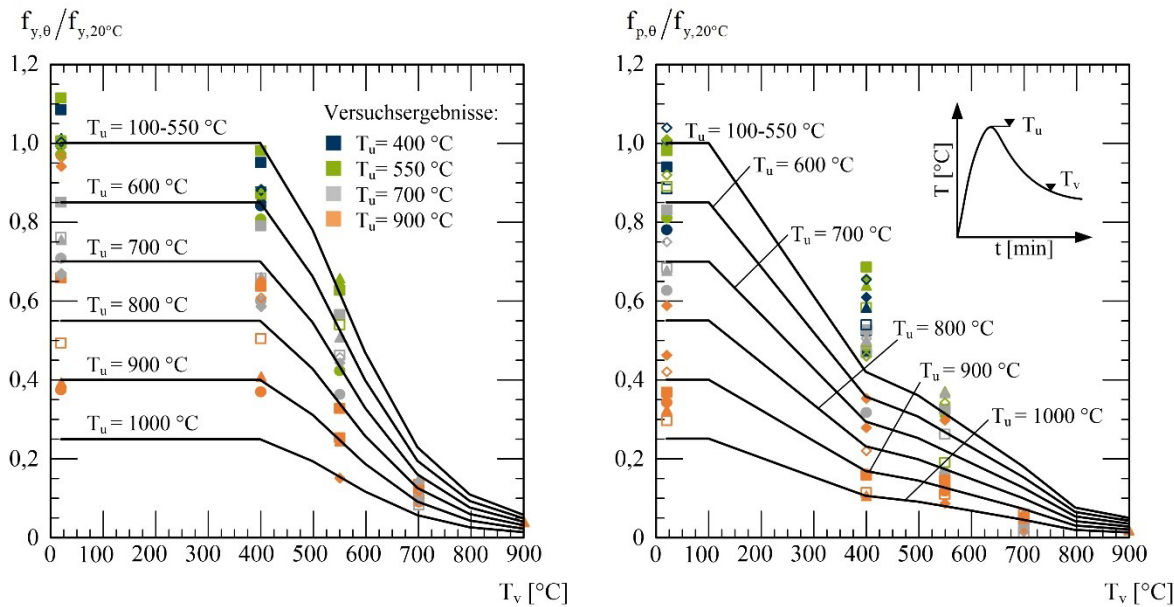 f_y,θ/f_y,20°C
1,2
1,0
0,8
0,6
0,4
0,2
0
0 100 200 300 400 500 600 700 800 900
T_v [°C]
T_u = 100-550 °C
T_u = 600 °C
T_u = 700 °C
T_u = 800 °C
T_u = 900 °C
T_u = 1000 °C
Versuchsergebnisse:
T_u = 400 °C
T_u = 550 °C
T_u = 700 °C
T_u = 900 °C
f_p,θ/f_y,20°C
1,2
1,0
0,8
0,6
0,4
0,2
0
0 100 200 300 400 500 600 700 800 900
T_v [°C]
T_u = 100-550 °C
T_u = 600 °C
T_u = 700 °C
T_u = 800 °C
T_u = 900 °C
T_u = 1000 °C
T [°C]
T_u
T_v
t [min]